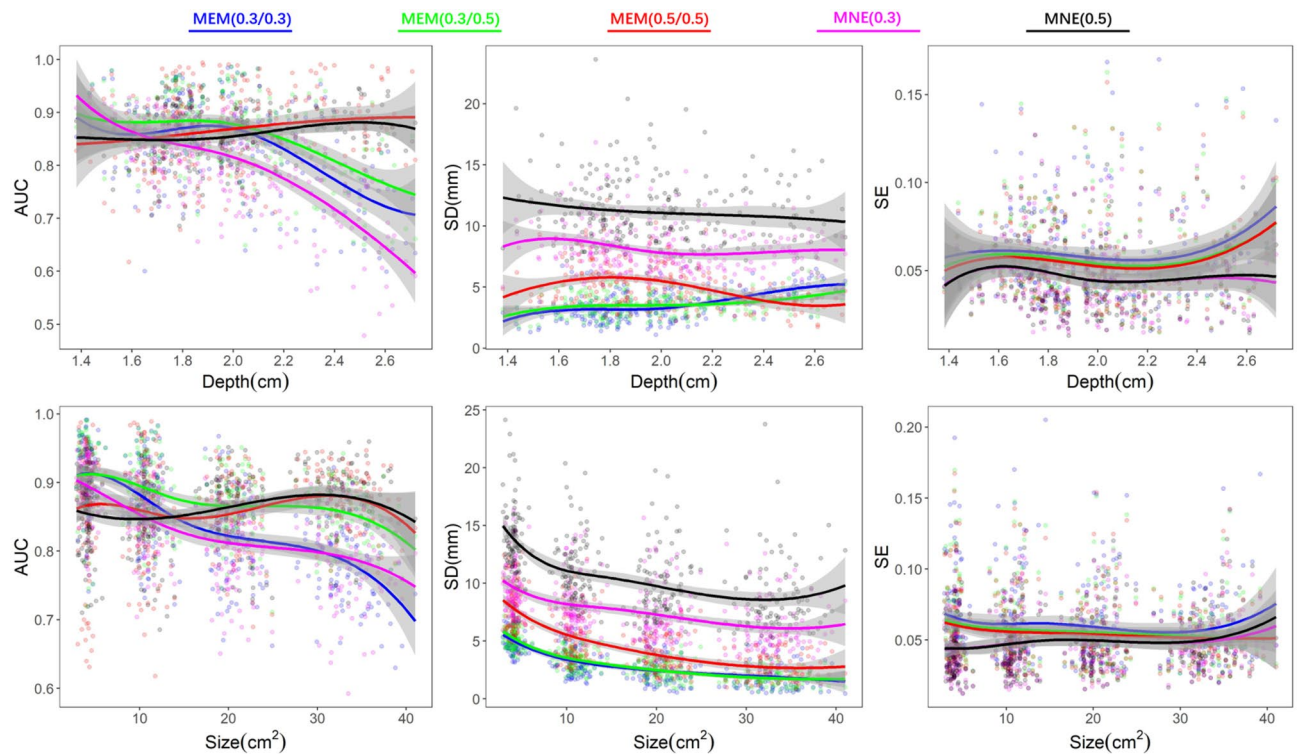 MEM(0.3/0.3) MEM(0.3/0.5) MEM(0.5/0.5) MNE(0.3) MNE(0.5)
1.0
0.9
0.8
0.7
0.6
0.5
AUC
1.4 1.6 1.8 2.0 2.2 2.4 2.6
Depth(cm)
20
15
10
5
0
SD(mm)
1.4 1.6 1.8 2.0 2.2 2.4 2.6
Depth(cm)
0.15
0.10
0.05
SE
1.4 1.6 1.8 2.0 2.2 2.4 2.6
Depth(cm)
1.0
0.9
0.8
0.7
0.6
AUC
10 20 30 40
Size(cm²)
25
20
15
10
5
0
SD(mm)
10 20 30 40
Size(cm²)
0.20
0.15
0.10
0.05
SE
10 20 30 40
Size(cm²)